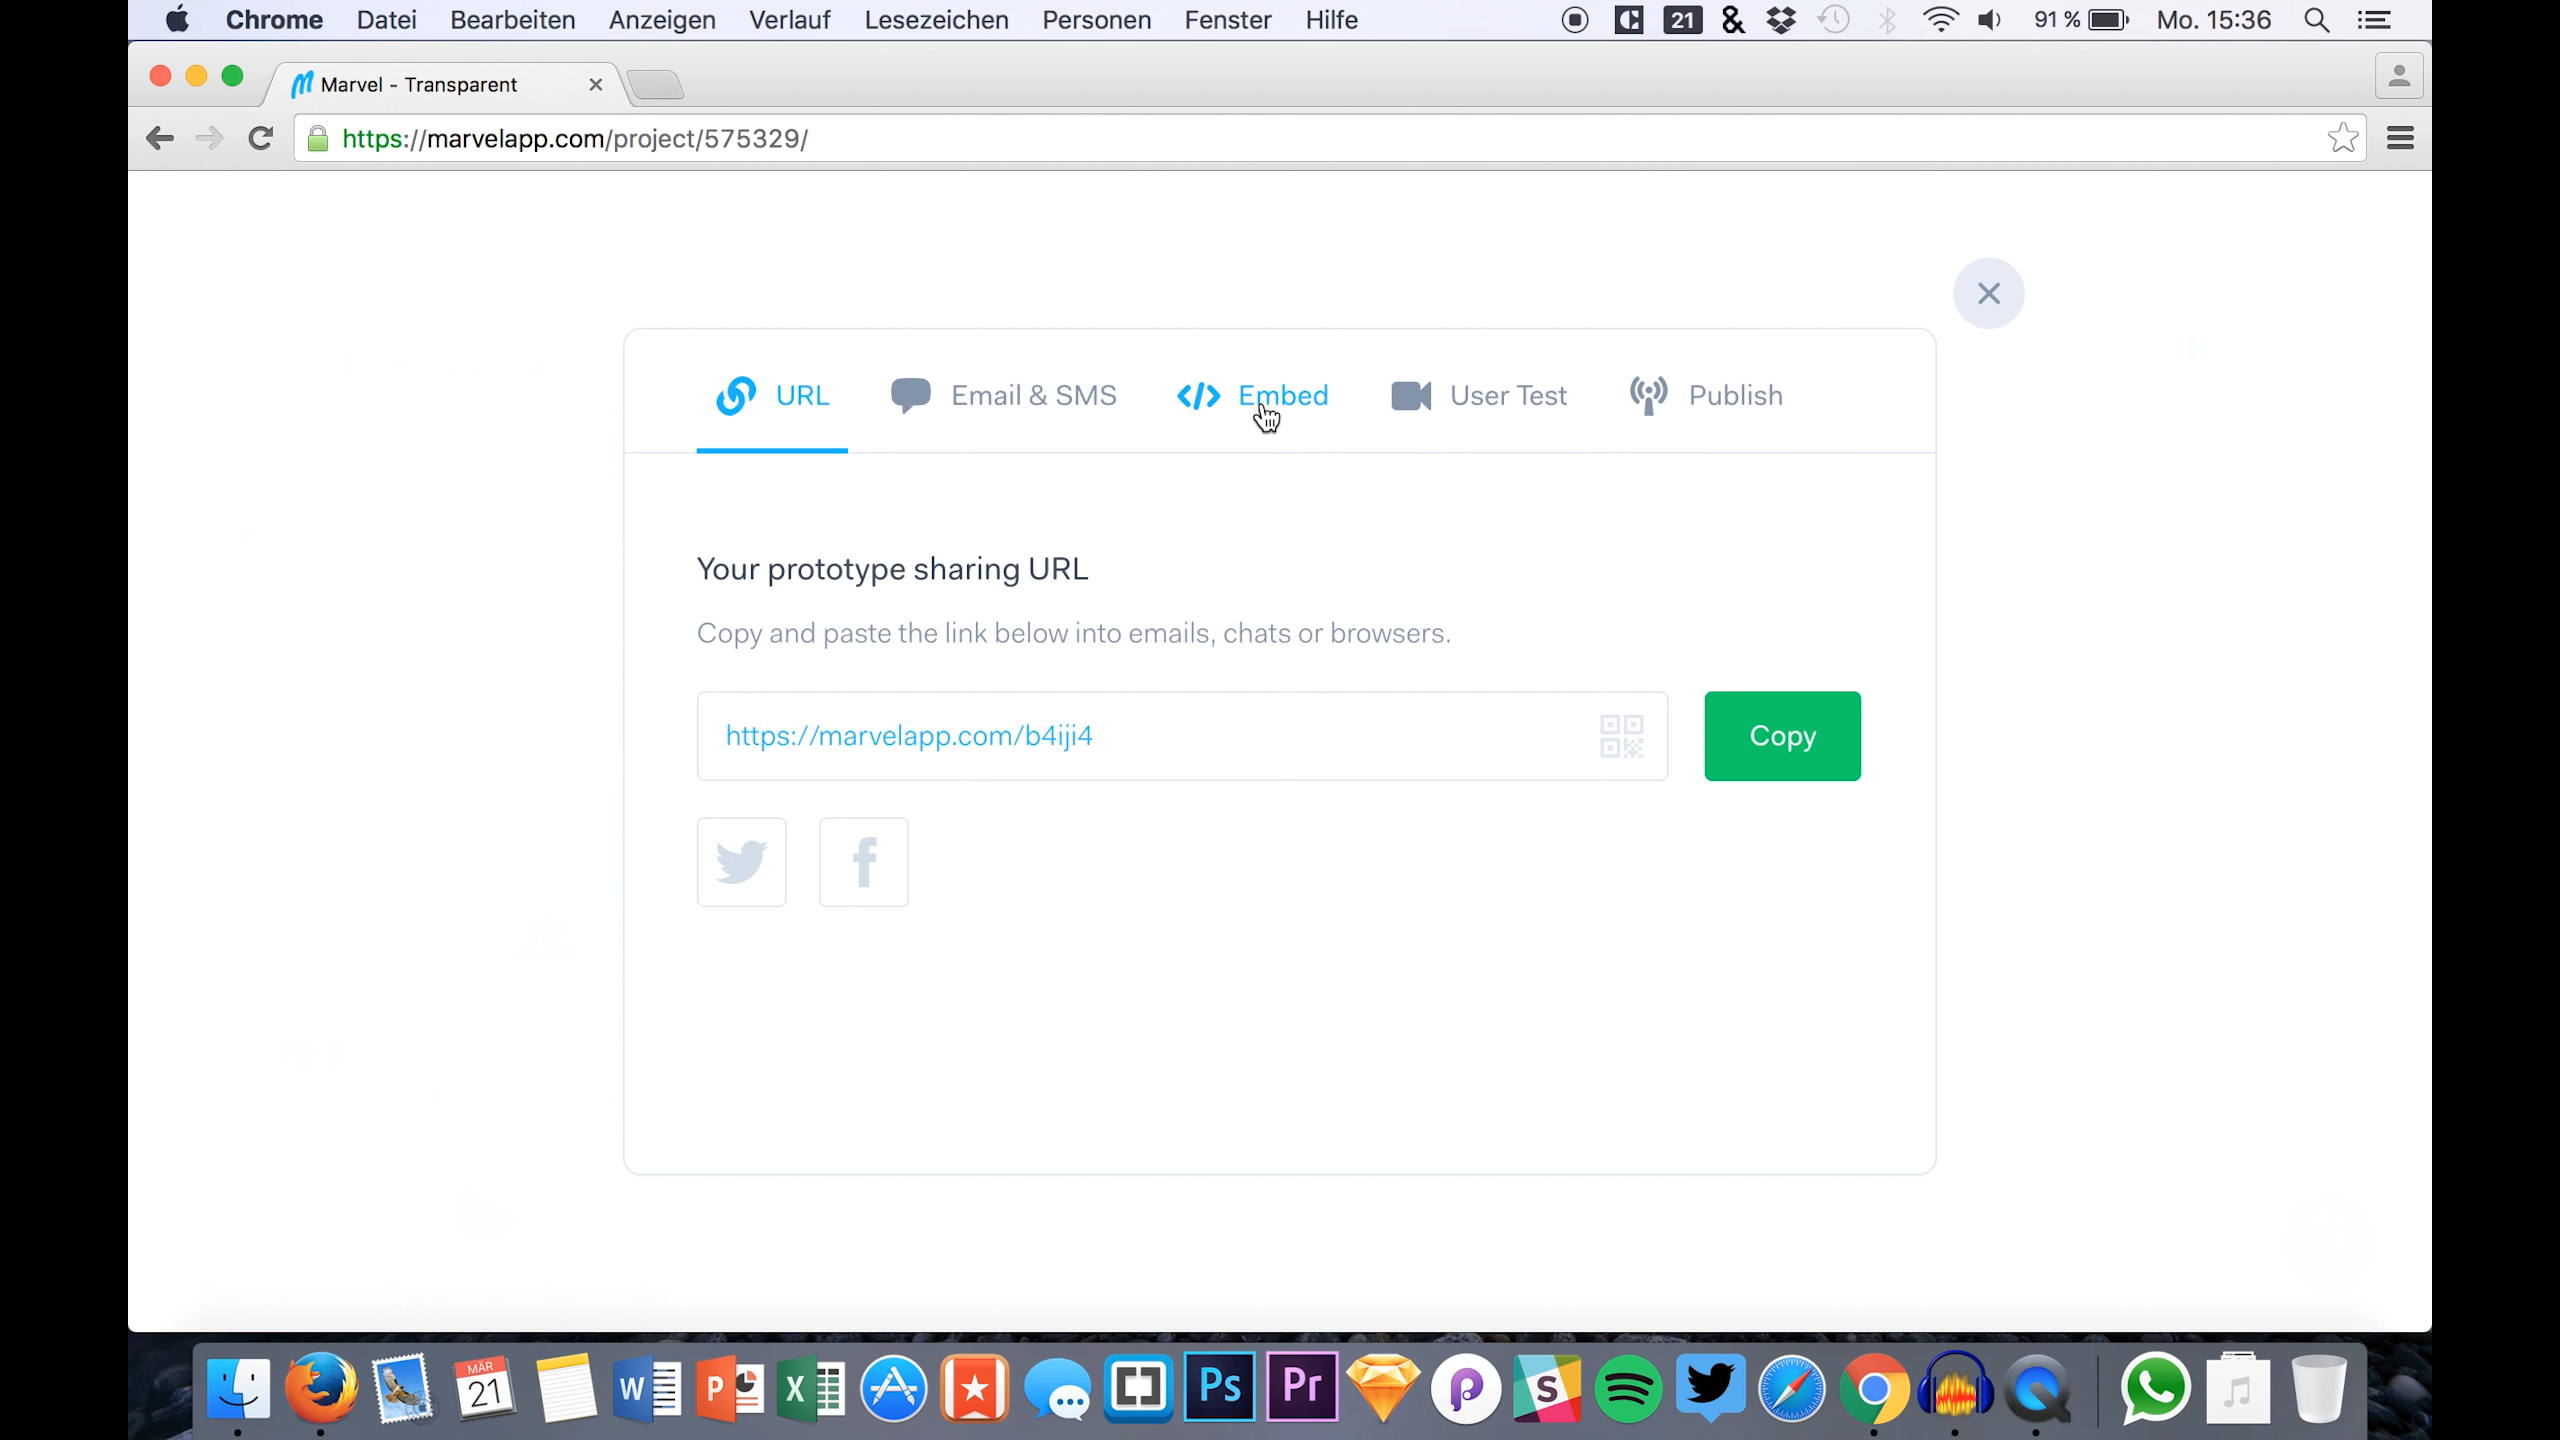 Chrome Datei Bearbeiten Anzeigen Verlauf Lesezeichen Personen Fenster Hilfe 21 & 91 % Mo. 15:36
Marvel - Transparent
https://marvelapp.com/project/575329/
URL Email & SMS </> Embed User Test Publish
Your prototype sharing URL
Copy and paste the link below into emails, chats or browsers.
https://marvelapp.com/b4iji4
Copy
MÄR
21 W P X Ps Pr S